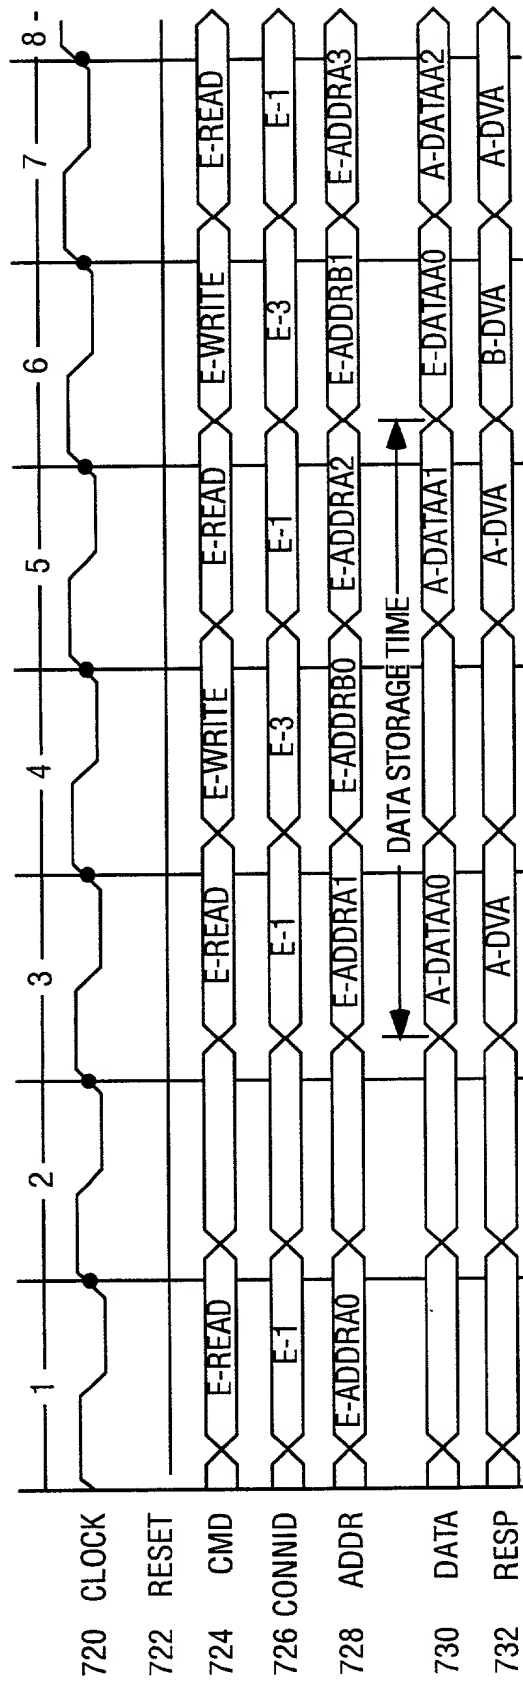 1 2 3 4 5 6 7 8
720 CLOCK
722 RESET
724 CMD E-READ E-READ E-WRITE E-READ E-WRITE E-READ
726 CONNID E-1 E-1 E-3 E-1 E-3 E-1
728 ADDR E-ADDRA0 E-ADDRA1 E-ADDRB0 E-ADDRA2 E-ADDRB1 E-ADDRA3
DATA STORAGE TIME
730 DATA A-DATAA0 A-DATAA1 E-DATAA0 A-DATAA2
732 RESP A-DVA A-DVA B-DVA A-DVA